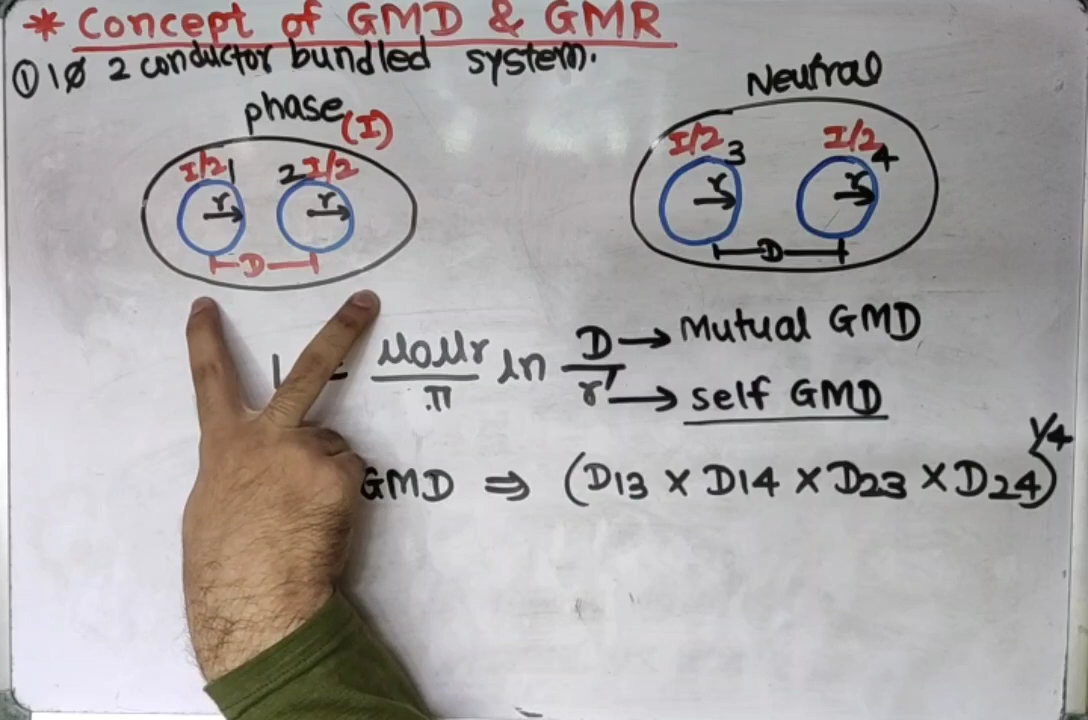 * Concept of GMD & GMR
① 1Ø 2 conductor bundled system.
phase (I)
Neutral
I/2 1 2 I/2
I/2 3 I/2 4
r r
r r
D
D
= μoμr/π ln D/r'
D → Mutual GMD
r' → self GMD
GMD ⇒ (D13 × D14 × D23 × D24)^1/4